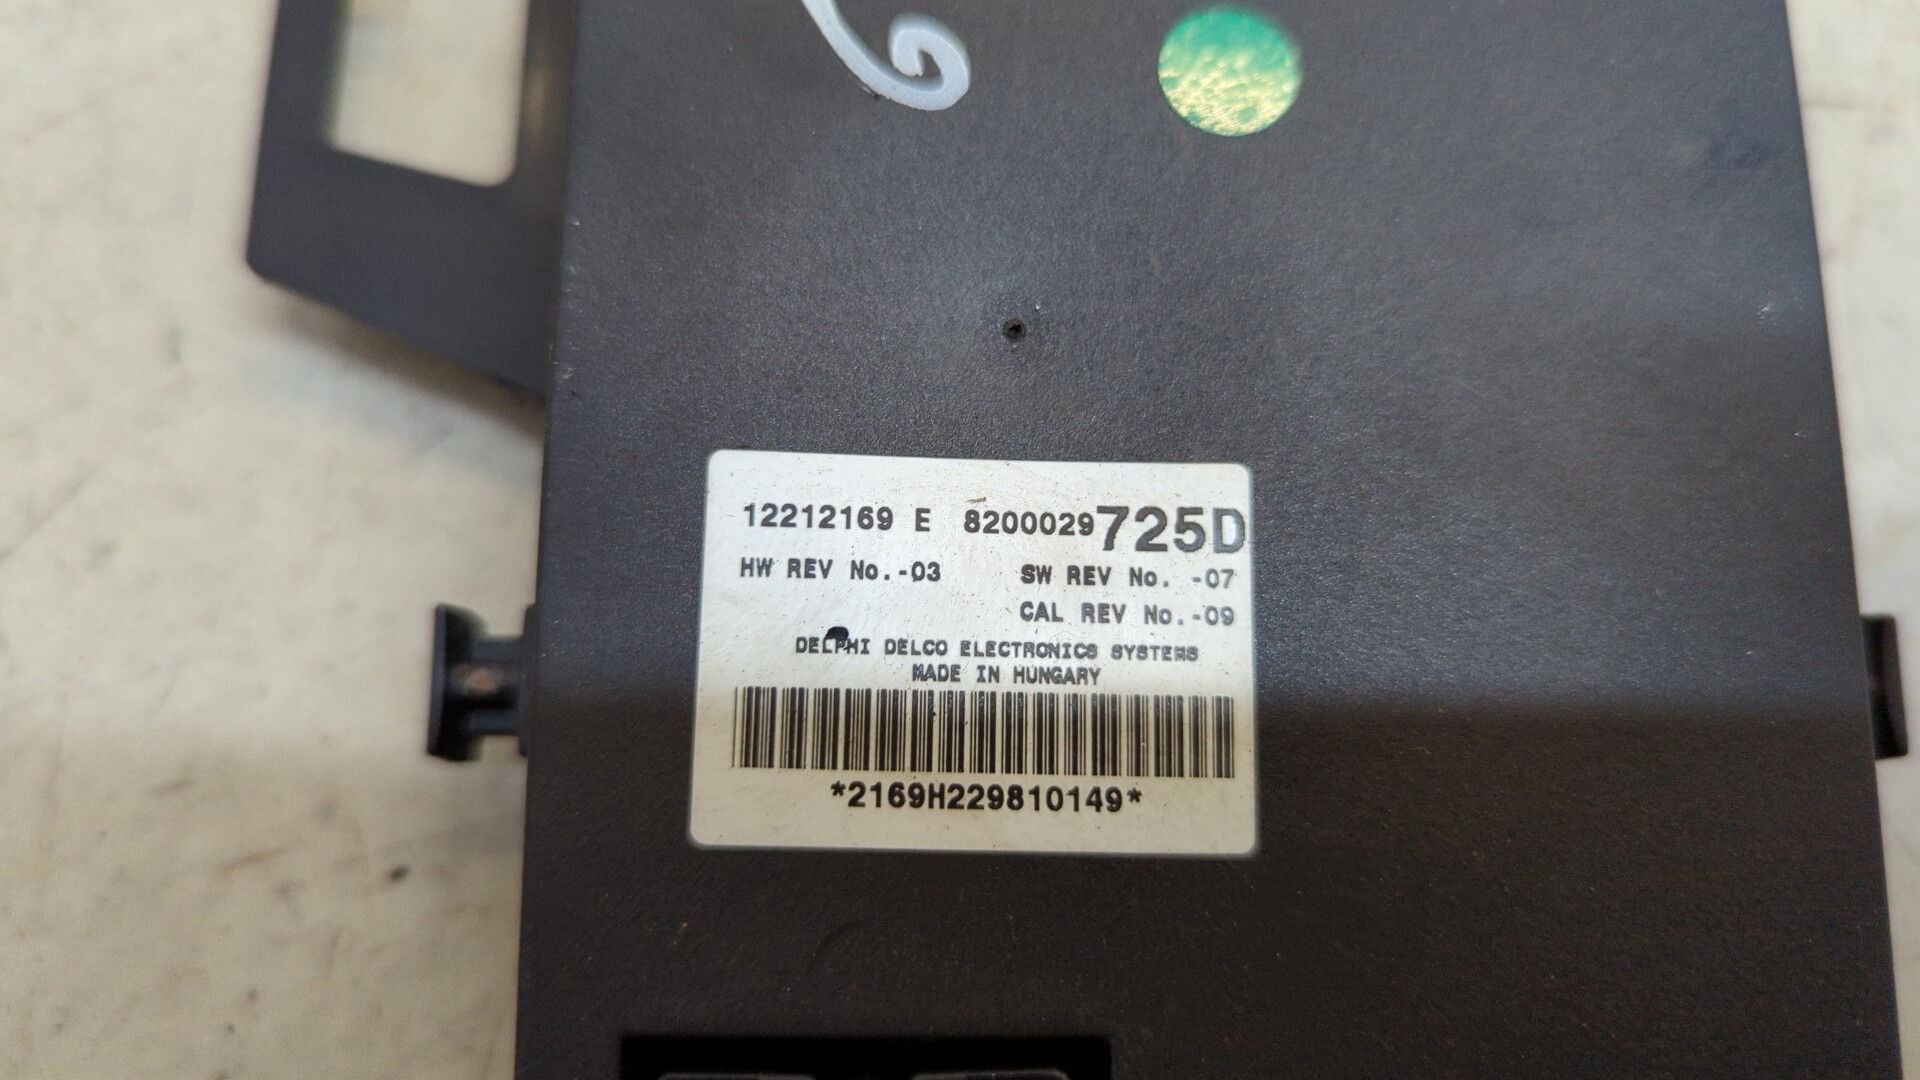 12212169 E 8200029725D
HW REV No.-03 SW REV No. -07
CAL REV No.-09
DELPHI DELCO ELECTRONICS SYSTEMS
MADE IN HUNGARY
*2169H229810149*